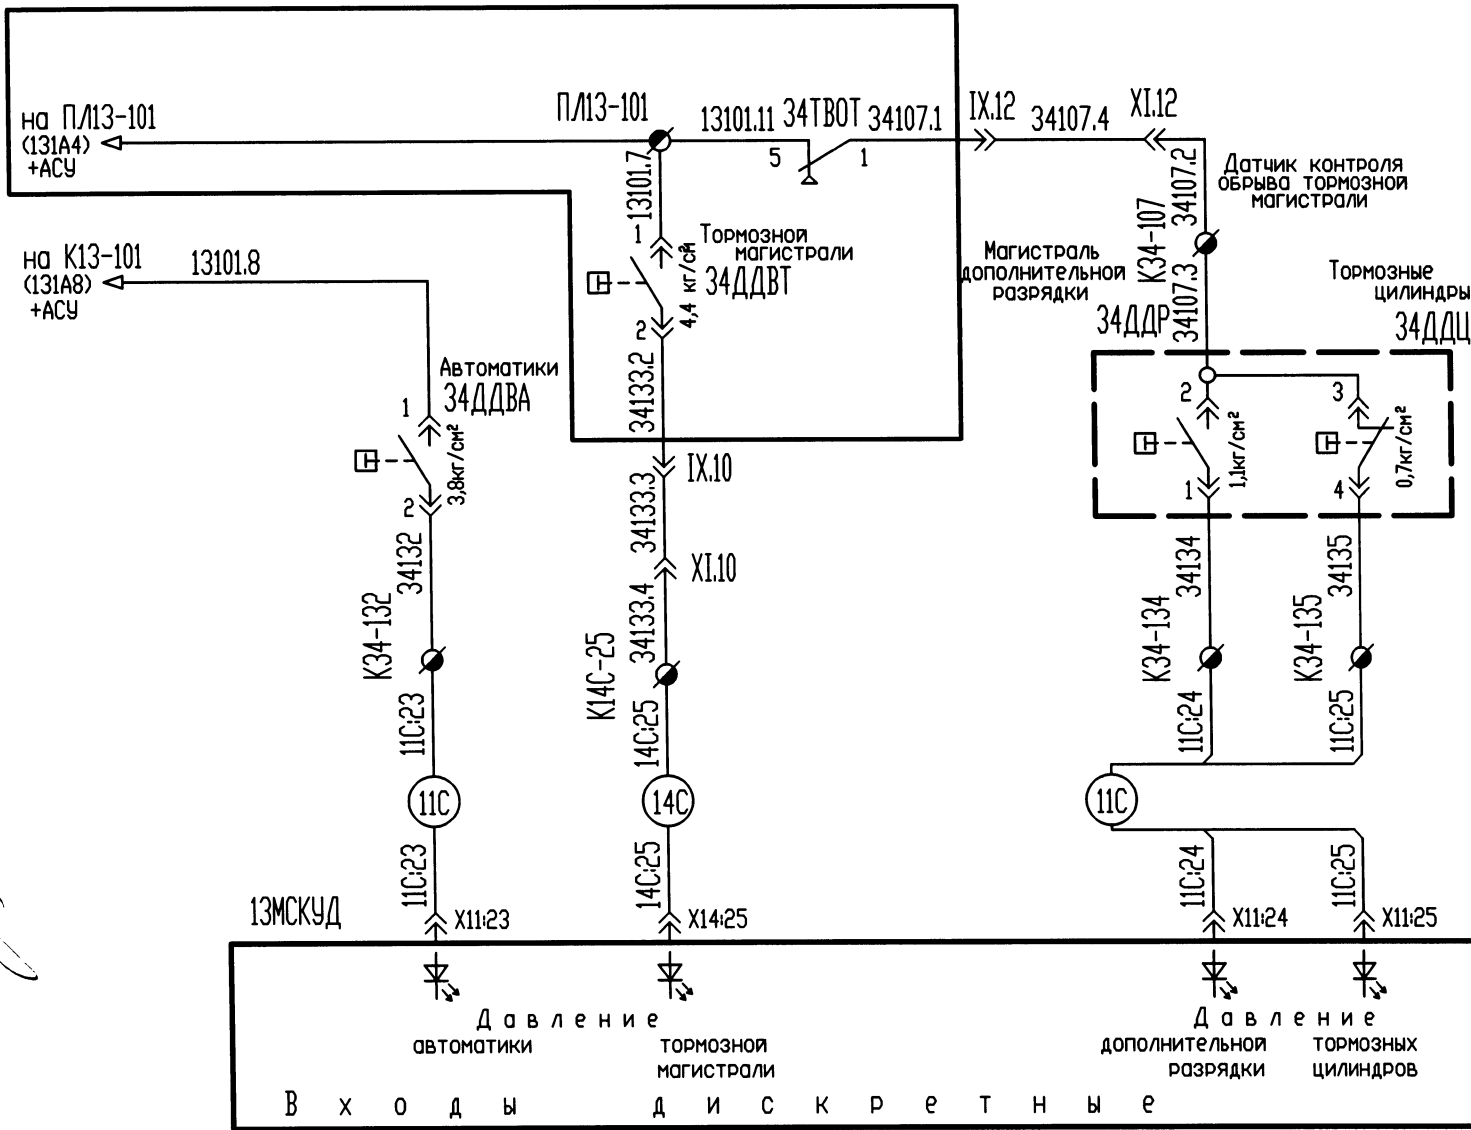 ПЛ13-101
13101.11
34ТВОТ
34107.1
IX.12
34107.4
XI.12
на ПЛ13-101
(131А4)
+АСУ
5
1
13101.7
34107.2
Датчик контроля
обрыва тормозной
магистрали
К34-107
1
Тормозной
магистрали
34ДДВТ
4,4 кг/см²
2
на К13-101
(131А8)
+АСУ
13101.8
Магистраль
дополнительной
разрядки
34ДДР
34107.3
Тормозные
цилиндры
34ДДЦ
34133.2
Автоматики
34ДДВА
1
3,8кг/см²
2
2
3
1,1кг/см²
0,7кг/см²
1
4
IX.10
34133.3
XI.10
34132
К34-132
34133.4
К14С-25
34134
К34-134
34135
К34-135
11С:23
14С:25
11С:24
11С:25
11С
14С
11С
11С:23
14С:25
11С:24
11С:25
13МСКУД
Х11:23
Х14:25
Х11:24
Х11:25
Давление
автоматики
тормозной
магистрали
Давление
дополнительной
разрядки
тормозных
цилиндров
Входы дискретные